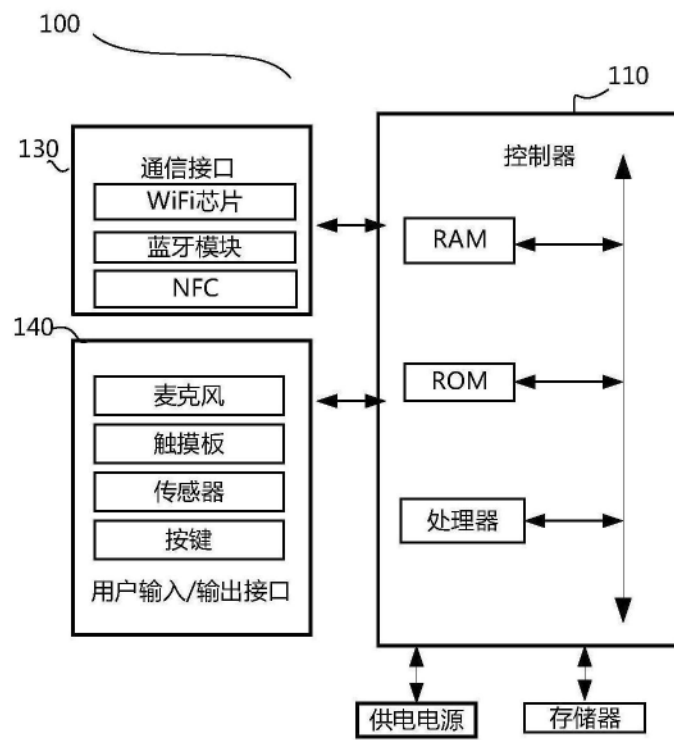 100
110
130
通信接口
WiFi芯片
蓝牙模块
NFC
140
麦克风
触摸板
传感器
按键
用户输入/输出接口
控制器
RAM
ROM
处理器
供电电源
存储器